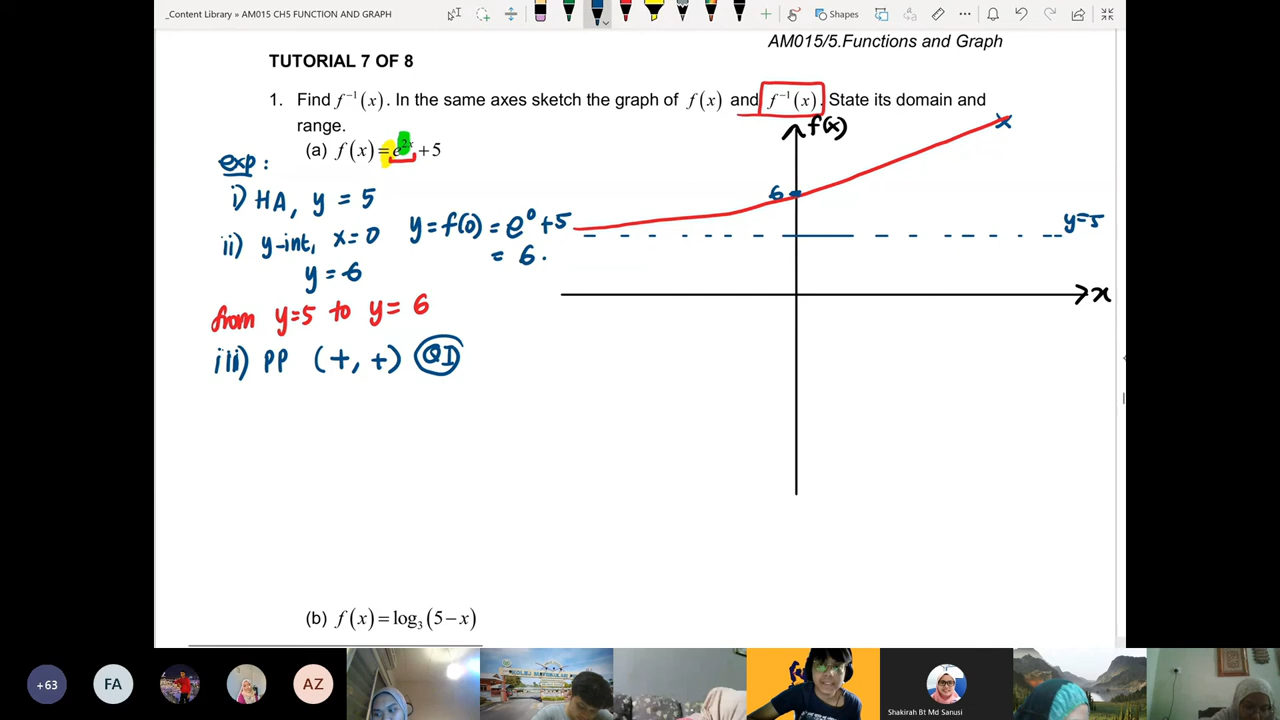 _Content Library » AM015 CH5 FUNCTION AND GRAPH
Shapes
AM015/5.Functions and Graph
TUTORIAL 7 OF 8
1. Find f⁻¹(x). In the same axes sketch the graph of f(x) and f⁻¹(x). State its domain and
range.
(a) f(x) = e²ˣ + 5
exp:
i) HA, y = 5
ii) y-int, x = 0 y = f(0) = e⁰ + 5
= 6.
y = 6
from y=5 to y= 6
iii) PP (+, +) QI
f(x)
x
6
y=5
x
(b) f(x) = log₃(5 − x)
+63
FA
AZ
Shakirah Bt Md Sanusi